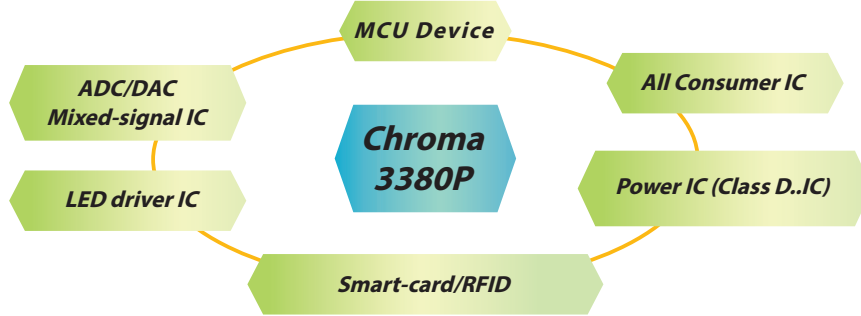 MCU Device
ADC/DAC
Mixed-signal IC
All Consumer IC
Chroma
3380P
LED driver IC
Power IC (Class D..IC)
Smart-card/RFID